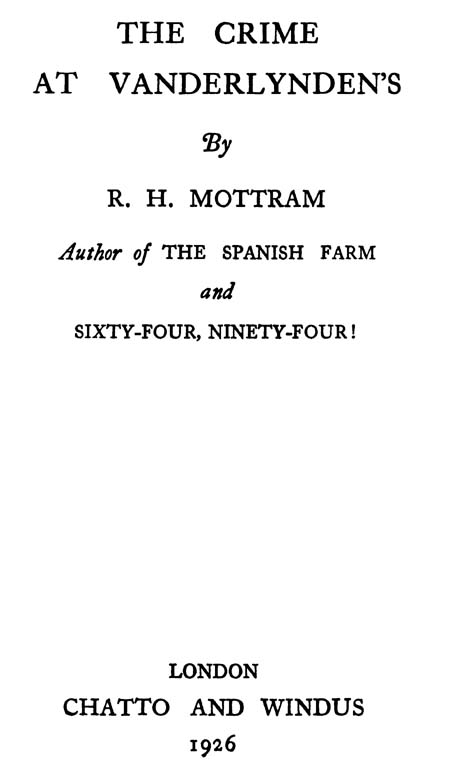 THE CRIME
AT VANDERLYNDEN'S
By
R. H. MOTTRAM
Author of THE SPANISH FARM
and
SIXTY-FOUR, NINETY-FOUR!
LONDON
CHATTO AND WINDUS
1926